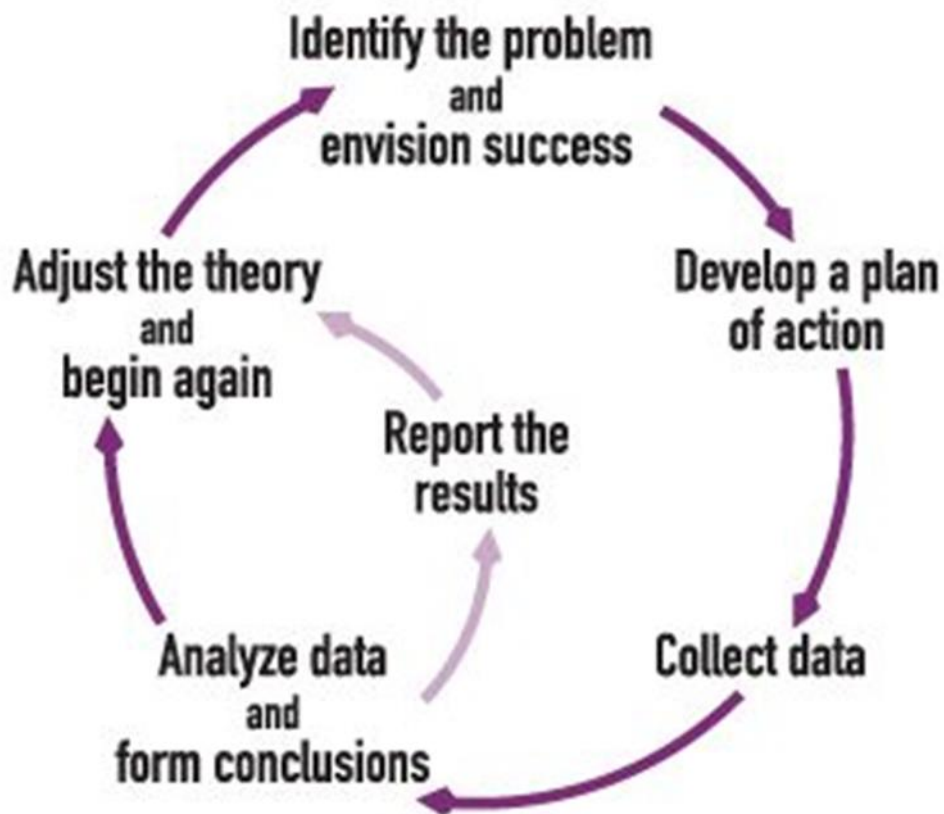 Identify the problem
and
envision success
Develop a plan
of action
Collect data
Analyze data
and
form conclusions
Report the
results
Adjust the theory
and
begin again